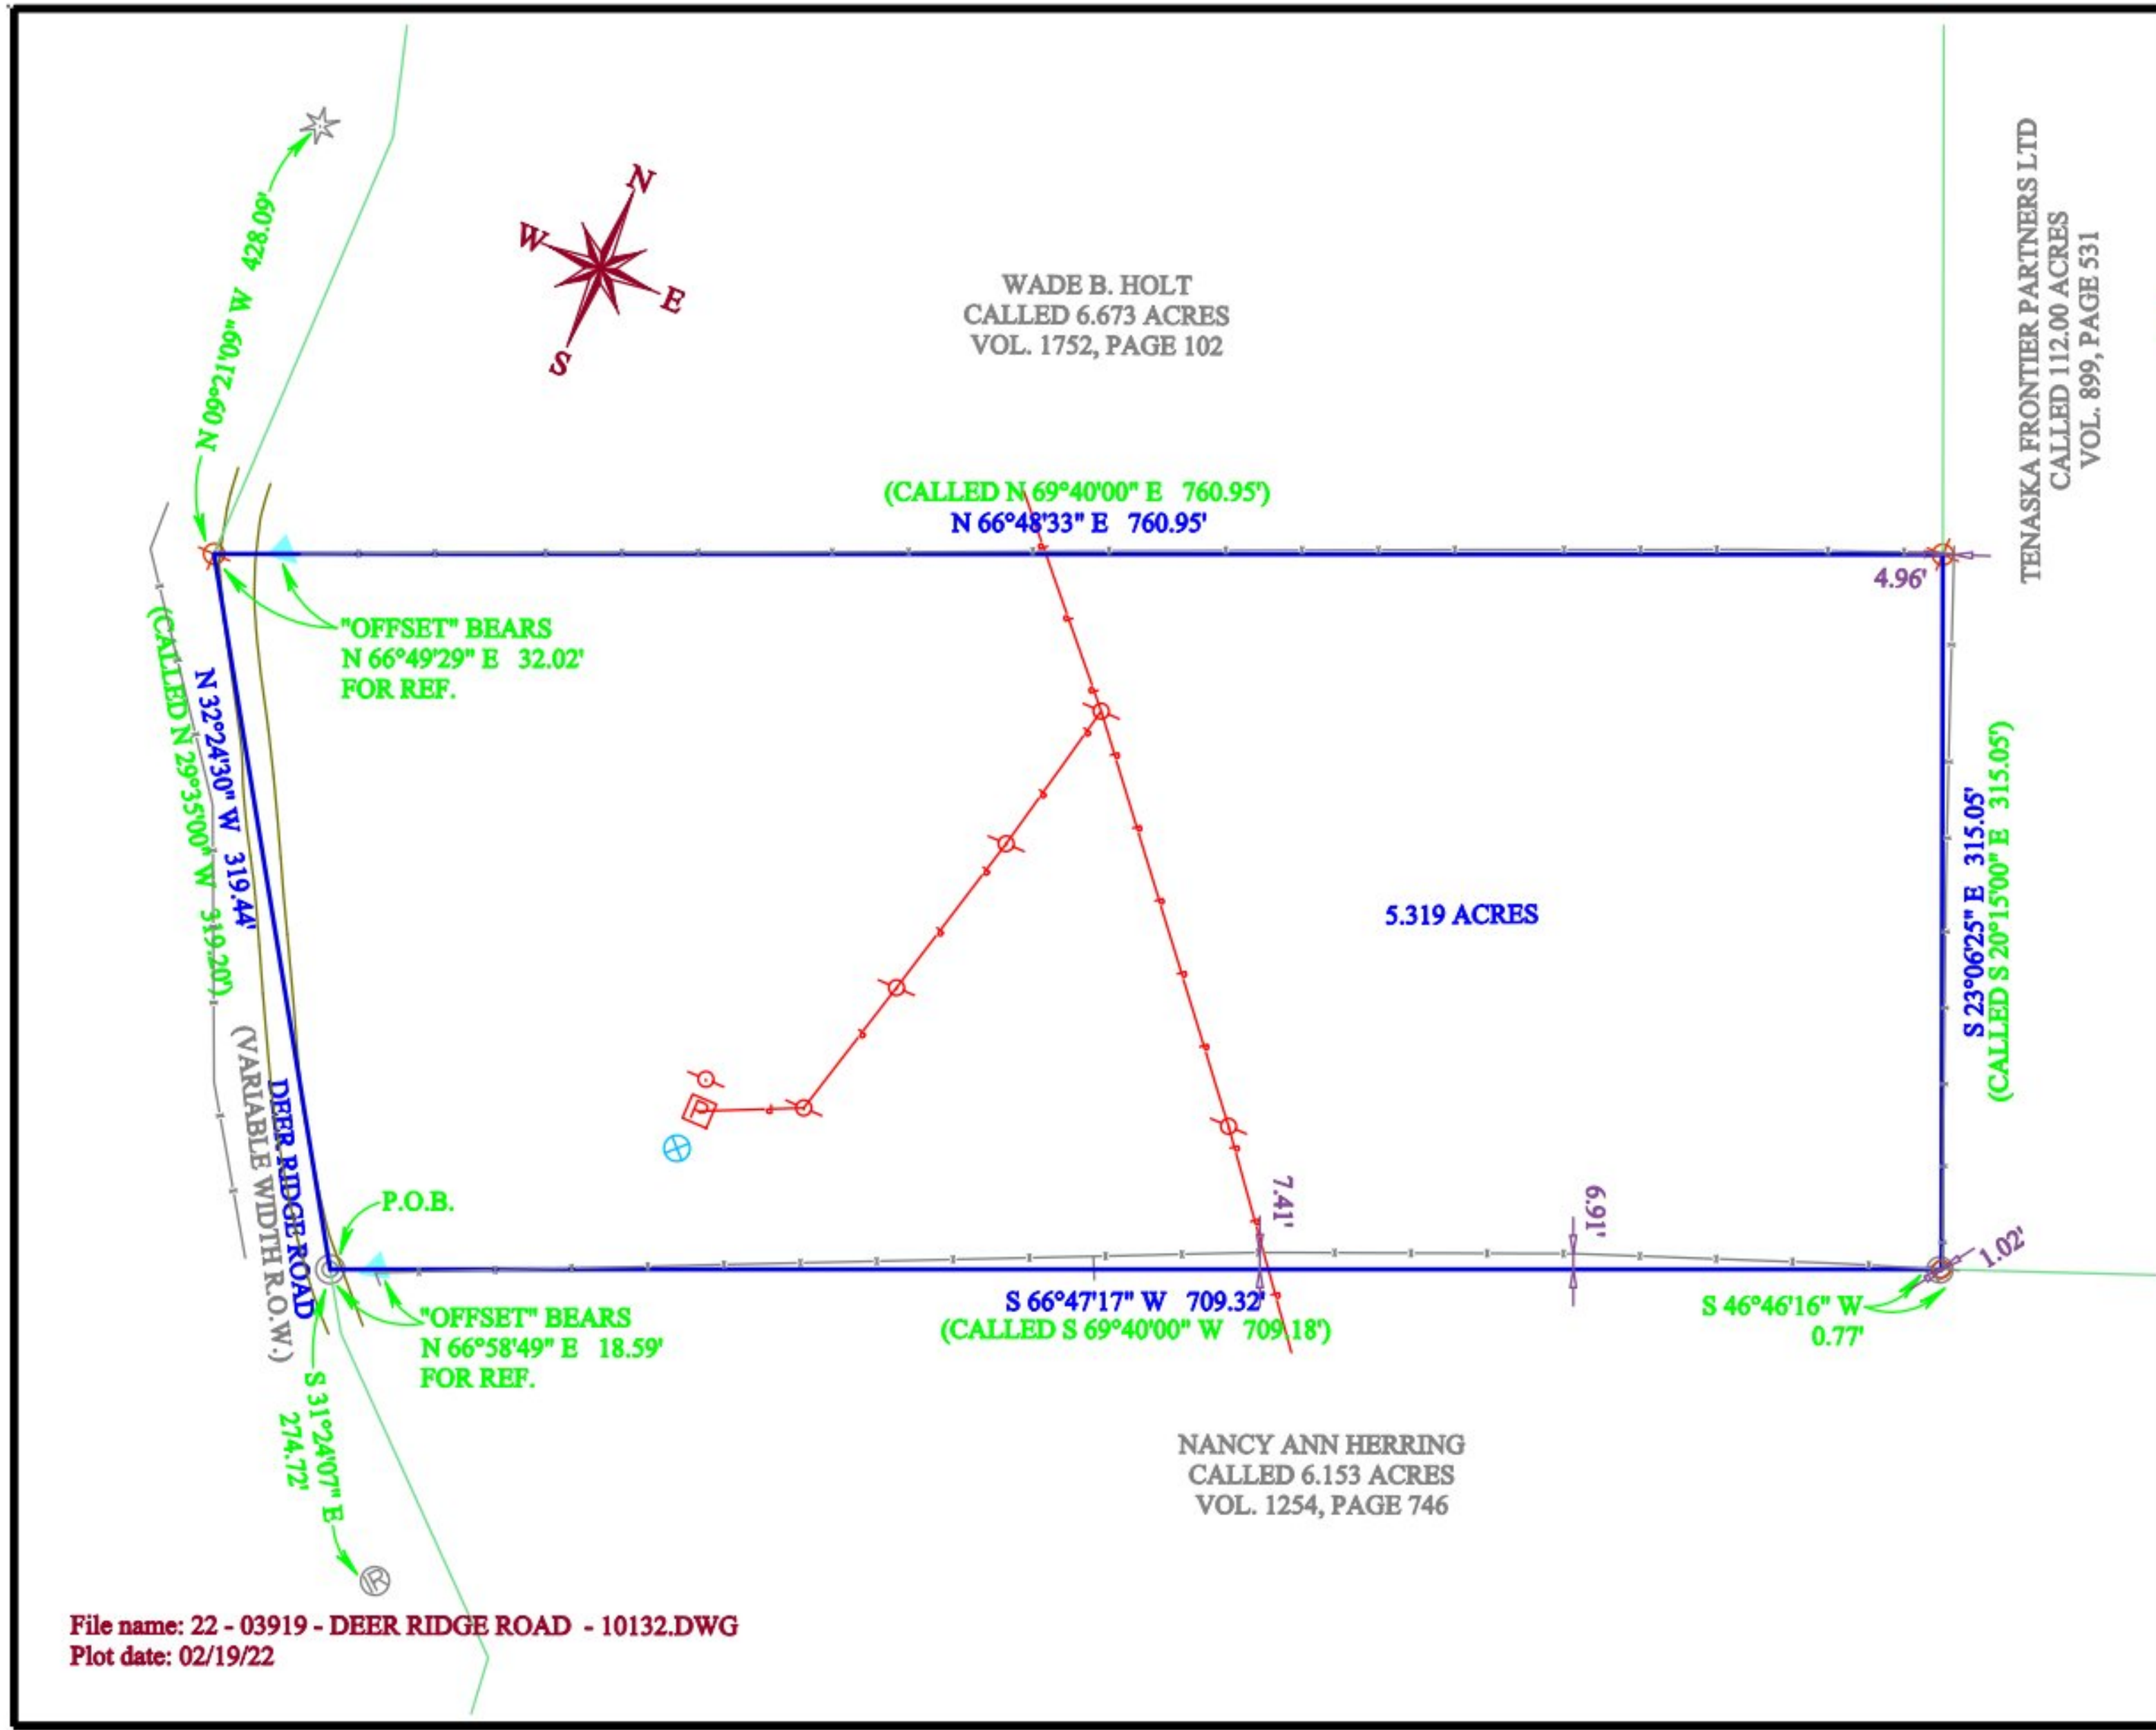 N 09°21'09" W 428.09'
N
W
E
S
WADE B. HOLT
CALLED 6.673 ACRES
VOL. 1752, PAGE 102
TENASKA FRONTIER PARTNERS LTD
CALLED 112.00 ACRES
VOL. 899, PAGE 531
(CALLED N 69°40'00" E 760.95')
N 66°48'33" E 760.95'
4.96'
"OFFSET" BEARS
N 66°49'29" E 32.02'
FOR REF.
(CALLED N 29°35'00" W 319.20')
N 32°24'30" W 319.44'
5.319 ACRES
S 23°06'25" E 315.05'
(CALLED S 20°15'00" E 315.05')
P
DEER RIDGE ROAD
(VARIABLE WIDTH R.O.W.)
P.O.B.
7.41'
6.91'
1.02'
S 66°47'17" W 709.32'
(CALLED S 69°40'00" W 709.18')
S 46°46'16" W
0.77'
"OFFSET" BEARS
N 66°58'49" E 18.59'
FOR REF.
S 31°24'07" E
274.72'
NANCY ANN HERRING
CALLED 6.153 ACRES
VOL. 1254, PAGE 746
IR
File name: 22 - 03919 - DEER RIDGE ROAD - 10132.DWG
Plot date: 02/19/22